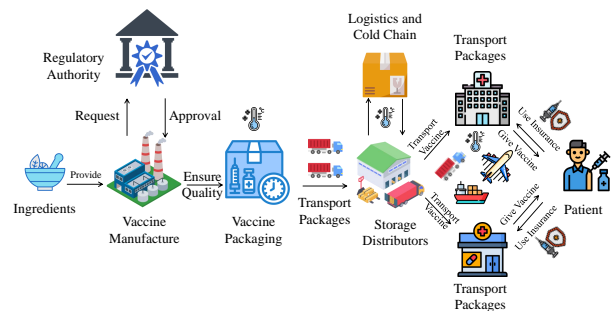 Logistics and
Cold Chain
Transport
Packages
Regulatory
Authority
Request
Approval
Use Insurance
Give Vaccine
Transport
Vaccine
Provide
Ensure
Quality
Ingredients
Vaccine
Manufacture
Vaccine
Packaging
Transport
Packages
Storage
Distributors
Transport
Vaccine
Give Vaccine
Use Insurance
Patient
Transport
Packages